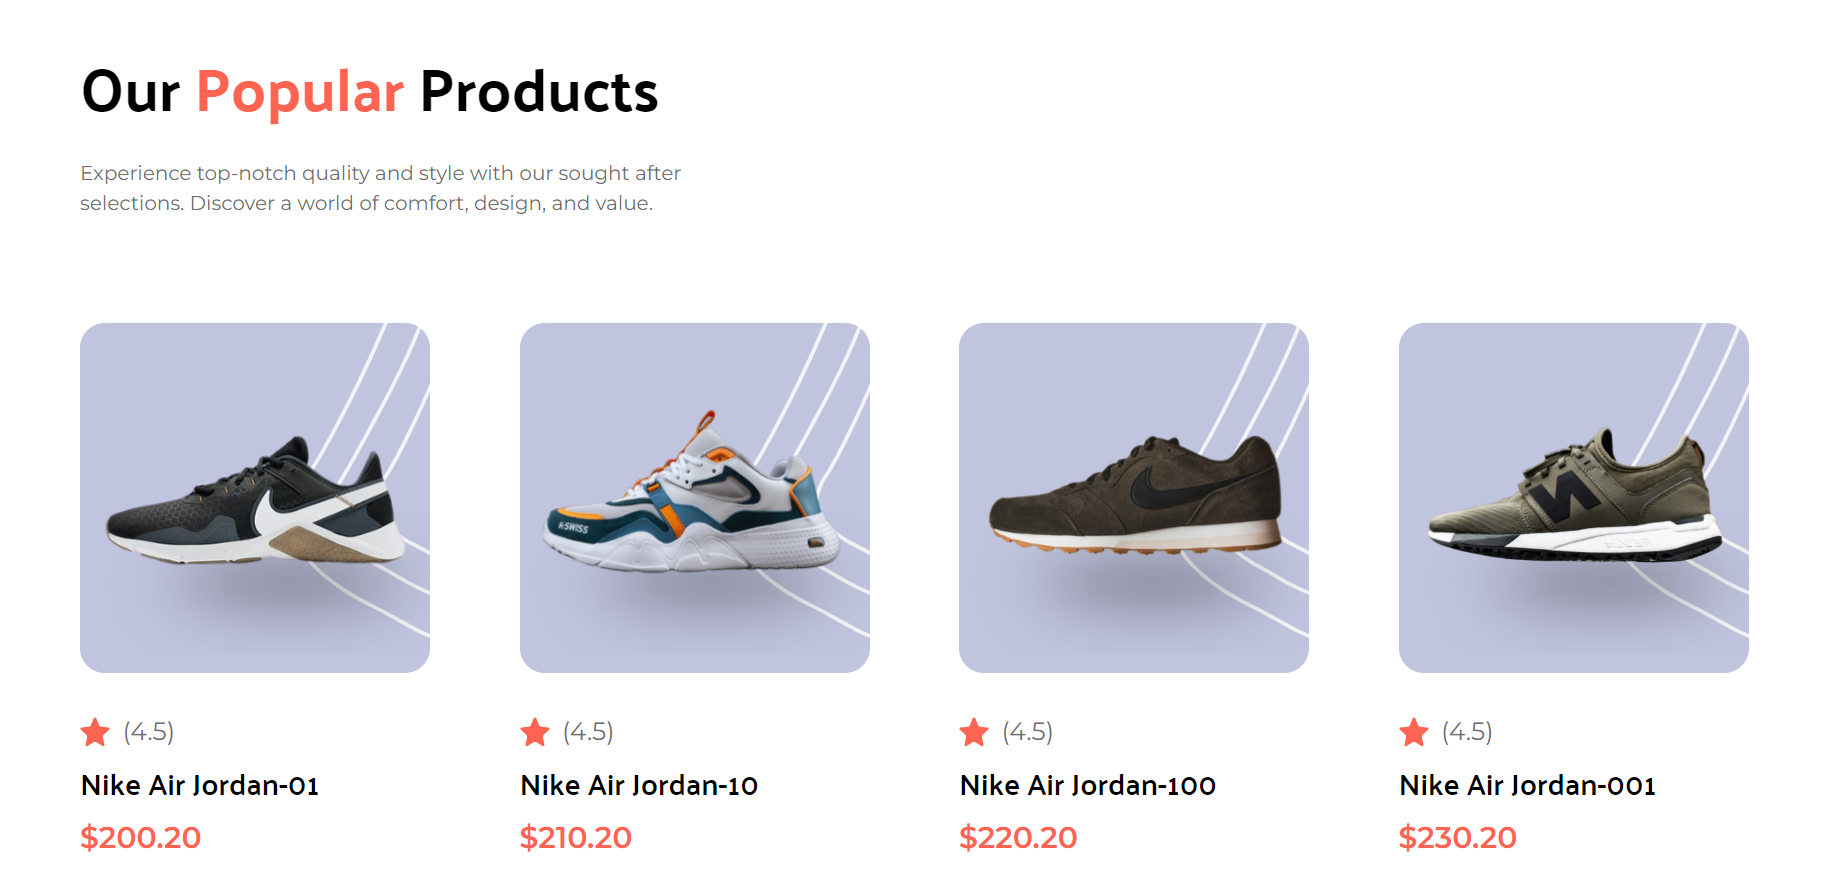 Our Popular Products
Experience top-notch quality and style with our sought after
selections. Discover a world of comfort, design, and value.
K-SWISS
(4.5)
Nike Air Jordan-01
$200.20
(4.5)
Nike Air Jordan-10
$210.20
(4.5)
Nike Air Jordan-100
$220.20
(4.5)
Nike Air Jordan-001
$230.20